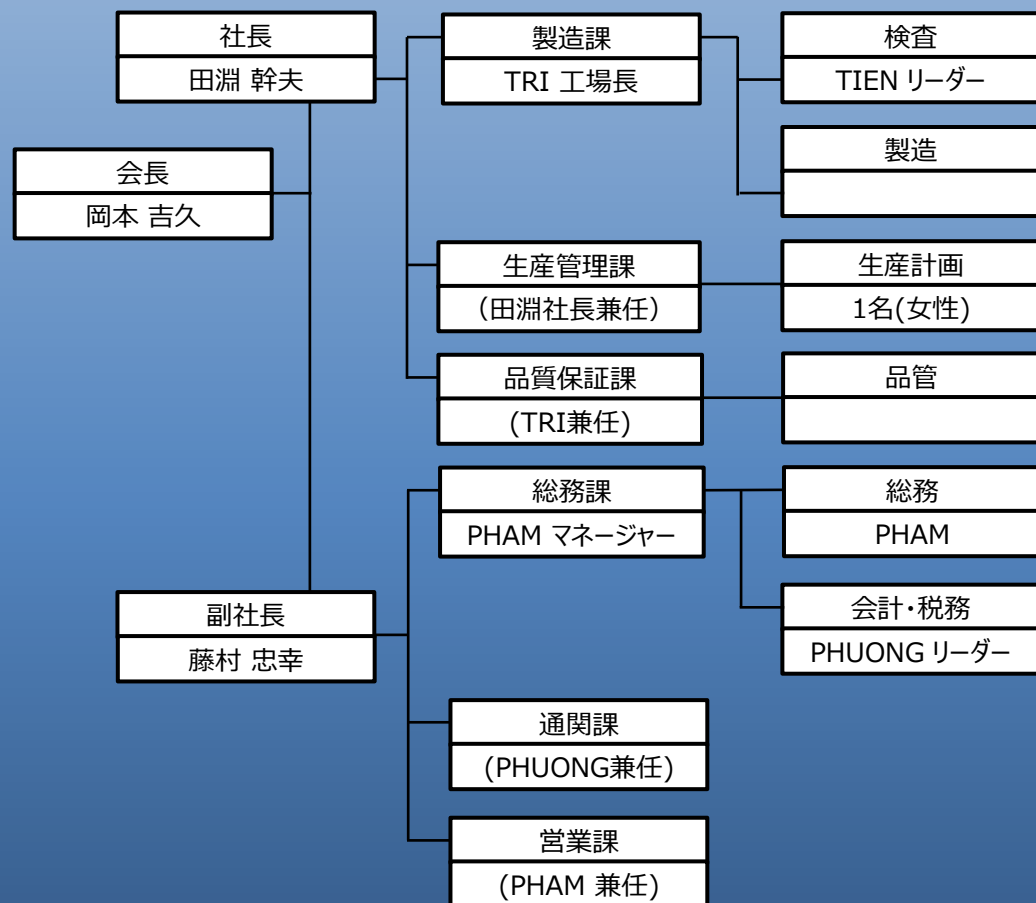 社長
田淵 幹夫
会長
岡本 吉久
副社長
藤村 忠幸
製造課
TRI 工場長
検査
TIEN リーダー
製造
生産管理課
（田淵社長兼任）
生産計画
1名(女性)
品質保証課
(TRI兼任)
品管
総務課
PHAM マネージャー
総務
PHAM
会計・税務
PHUONG リーダー
通関課
(PHUONG兼任)
営業課
(PHAM 兼任)